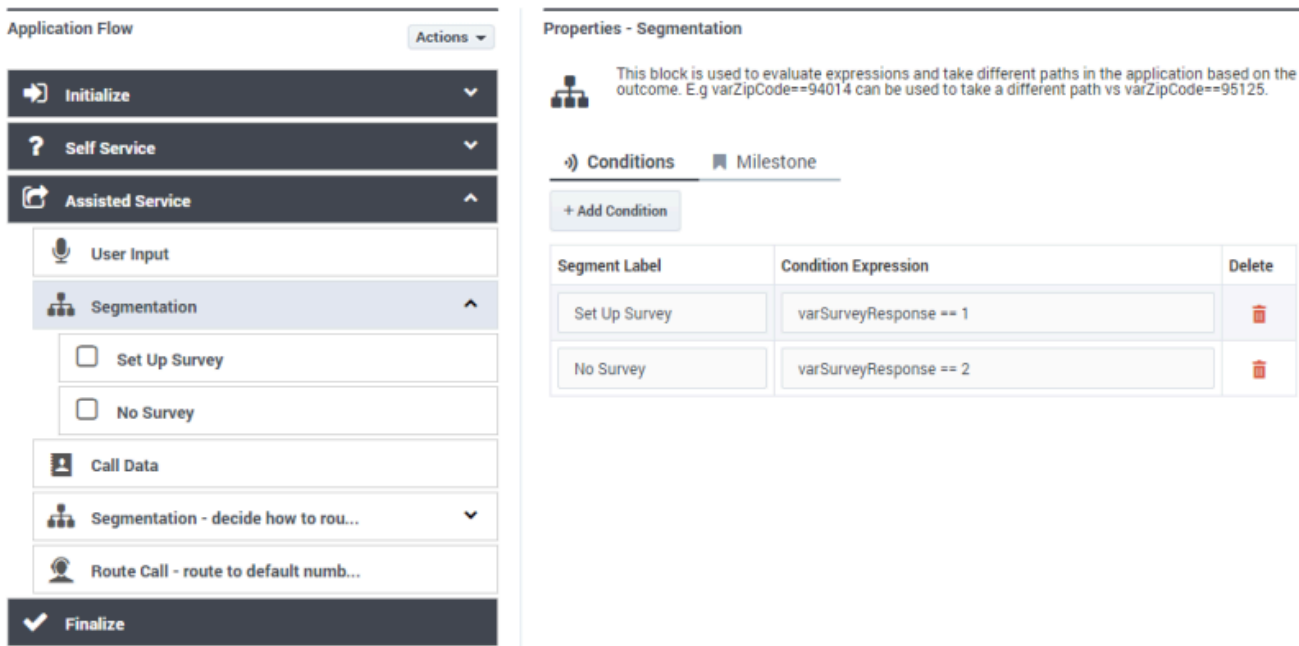 Application Flow
Actions
Initialize
Self Service
Assisted Service
User Input
Segmentation
Set Up Survey
No Survey
Call Data
Segmentation - decide how to rou...
Route Call - route to default numb...
Finalize
Properties - Segmentation
This block is used to evaluate expressions and take different paths in the application based on the
outcome. E.g varZipCode==94014 can be used to take a different path vs varZipCode==95125.
Conditions Milestone
+ Add Condition
Segment Label Condition Expression Delete
Set Up Survey varSurveyResponse == 1
No Survey varSurveyResponse == 2